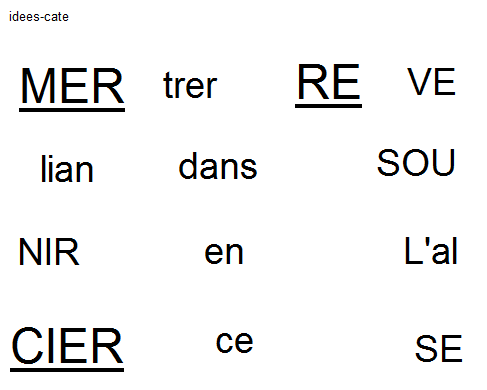 idees-cate
MER trer RE VE
lian dans SOU
NIR en L'al
CIER ce SE